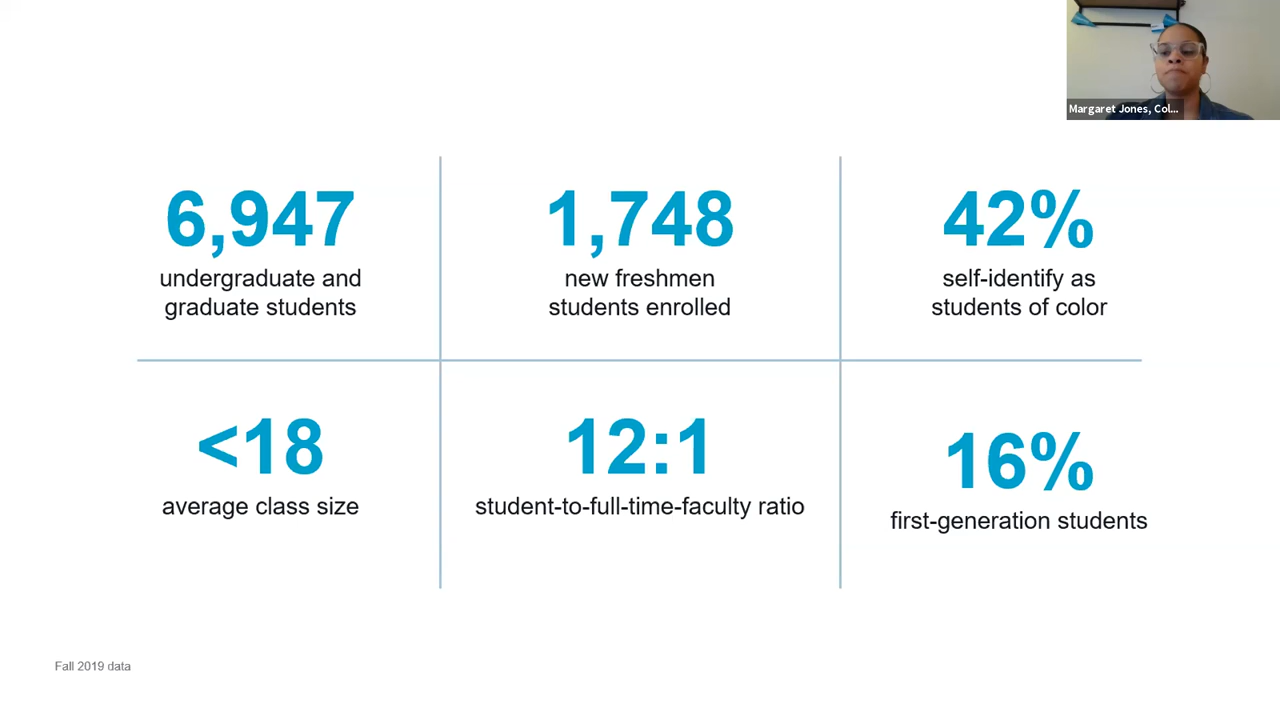 Margaret Jones, Col...
6,947
undergraduate and
graduate students
1,748
new freshmen
students enrolled
42%
self-identify as
students of color
<18
average class size
12:1
student-to-full-time-faculty ratio
16%
first-generation students
Fall 2019 data